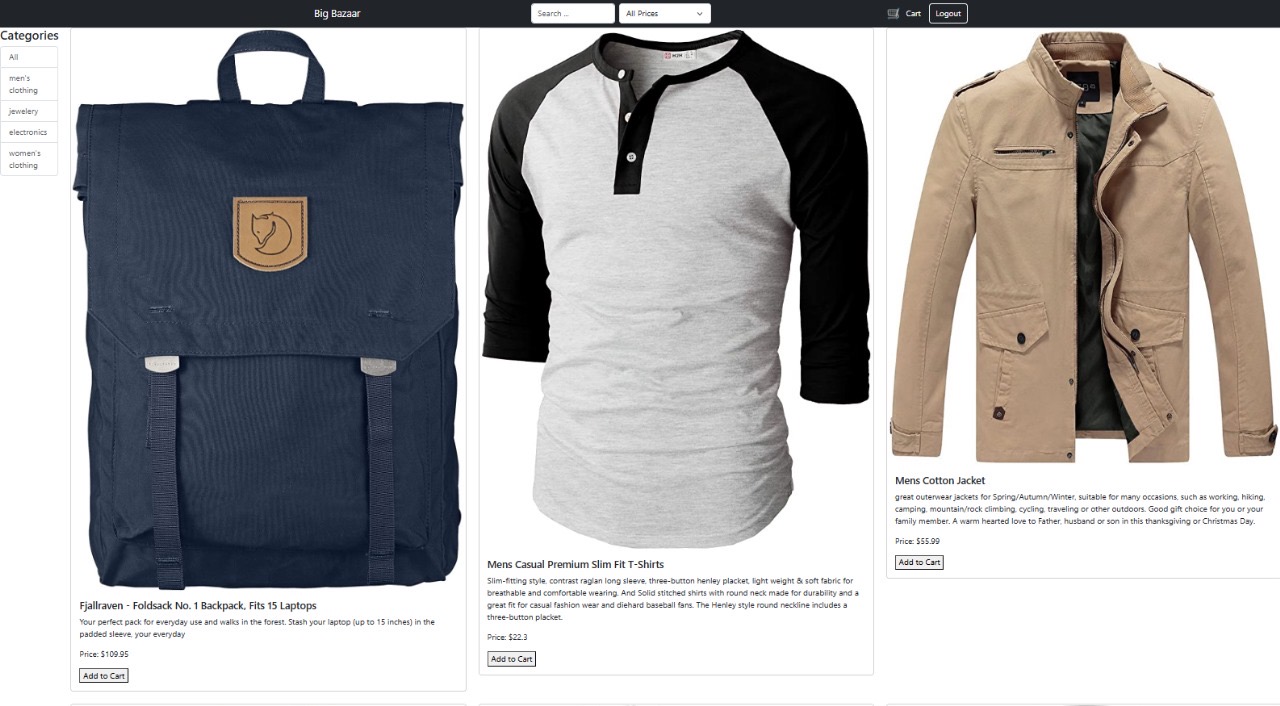 Big Bazaar
Search ...
All Prices
Cart
Logout
Categories
All
men's
clothing
jewelery
electronics
women's
clothing
Fjallraven - Foldsack No. 1 Backpack, Fits 15 Laptops
Your perfect pack for everyday use and walks in the forest. Stash your laptop (up to 15 inches) in the
padded sleeve, your everyday
Price: $109.95
Add to Cart
Mens Casual Premium Slim Fit T-Shirts
Slim-fitting style, contrast raglan long sleeve, three-button henley placket, light weight & soft fabric for
breathable and comfortable wearing. And Solid stitched shirts with round neck made for durability and a
great fit for casual fashion wear and diehard baseball fans. The Henley style round neckline includes a
three-button placket.
Price: $22.3
Add to Cart
Mens Cotton Jacket
great outerwear jackets for Spring/Autumn/Winter, suitable for many occasions, such as working, hiking,
camping, mountain/rock climbing, cycling, traveling or other outdoors. Good gift choice for you or your
family member. A warm hearted love to Father, husband or son in this thanksgiving or Christmas Day.
Price: $55.99
Add to Cart